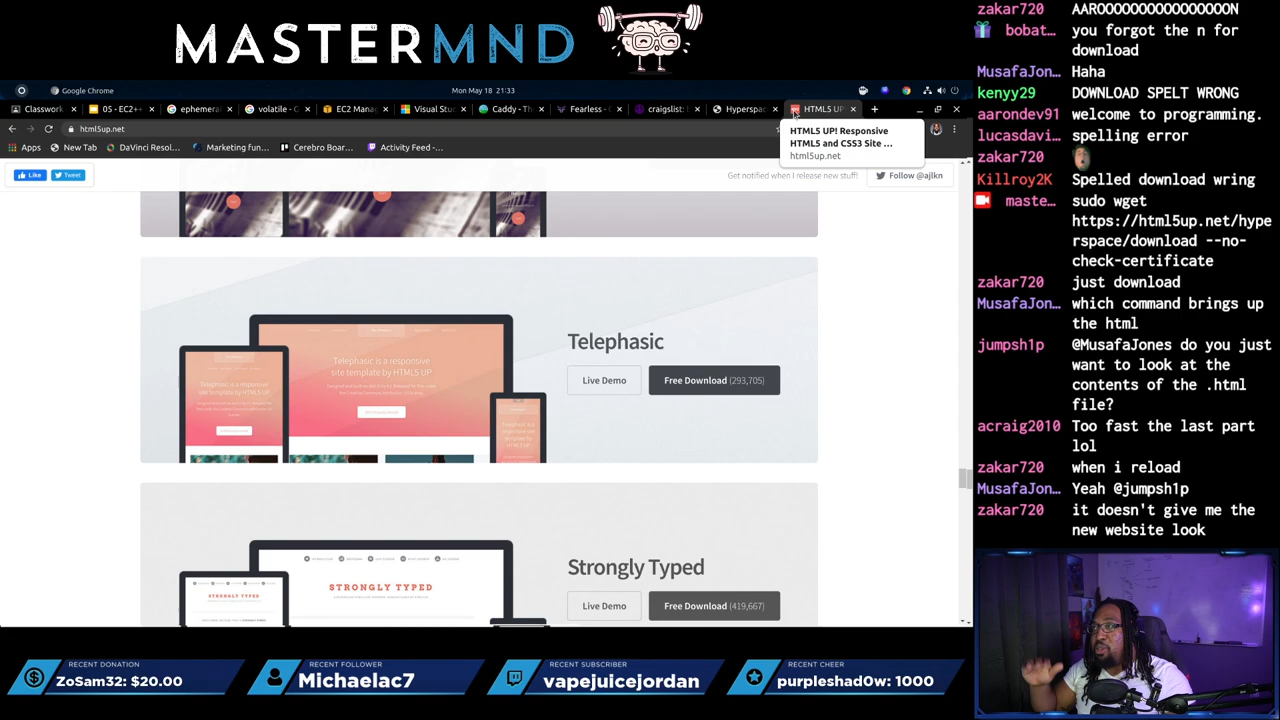 MASTERMND
Google Chrome
Mon May 18 21:33
Classwork
05 - EC2++
ephemeral
volatile - G
EC2 Manag
Visual Stu
Caddy - Th
Fearless -
craigslist:
Hyperspac
HTML5 UP
html5up.net
HTML5 UP! Responsive
HTML5 and CSS3 Site ...
html5up.net
Apps
New Tab
DaVinci Resol...
Marketing fun...
Cerebro Board...
Activity Feed -...
Like
Tweet
Get notified when I release new stuff!
Follow @ajlkn
Telephasic
Live Demo
Free Download (293,705)
Telephasic is a responsive
site template by HTML5 UP
Strongly Typed
Live Demo
Free Download (419,667)
STRONGLY TYPED
STRONGLY TYPED
zakar720 AAROOOOOOOOOOOOOOON
bobat... you forgot the n for
download
MusafaJon... Haha
kenyy29 DOWNLOAD SPELT WRONG
aarondev91 welcome to programming.
lucasdavi... spelling error
zakar720
Killroy2K Spelled download wring
maste... sudo wget
https://html5up.net/hype
rspace/download --no-
check-certificate
zakar720 just download
MusafaJon... which command brings up
the html
jumpsh1p @MusafaJones do you just
want to look at the
contents of the .html
file?
acraig2010 Too fast the last part
lol
zakar720 when i reload
MusafaJon... Yeah @jumpsh1p
zakar720 it doesn't give me the
new website look
RECENT DONATION
ZoSam32: $20.00
RECENT FOLLOWER
Michaelac7
RECENT SUBSCRIBER
vapejuicejordan
RECENT CHEER
purpleshad0w: 1000